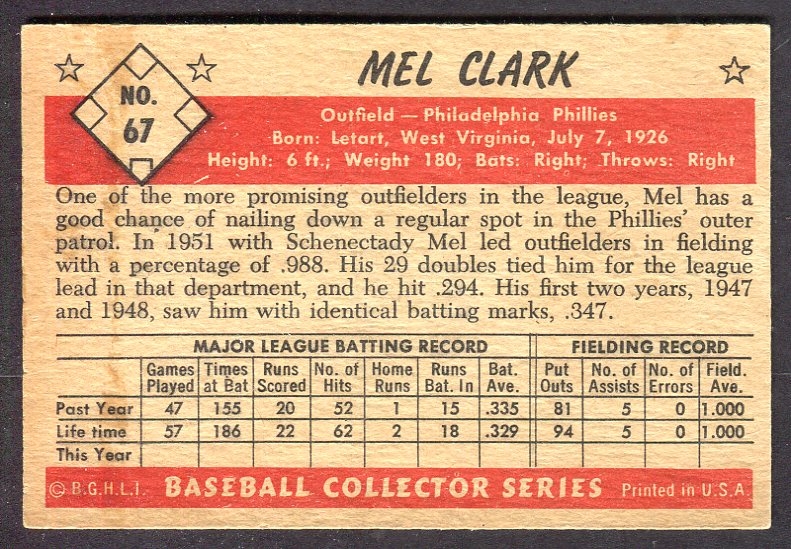 MEL CLARK
NO.
67
Outfield — Philadelphia Phillies
Born: Letart, West Virginia, July 7, 1926
Height: 6 ft.; Weight 180; Bats: Right; Throws: Right
One of the more promising outfielders in the league, Mel has a
good chance of nailing down a regular spot in the Phillies' outer
patrol. In 1951 with Schenectady Mel led outfielders in fielding
with a percentage of .988. His 29 doubles tied him for the league
lead in that department, and he hit .294. His first two years, 1947
and 1948, saw him with identical batting marks, .347.
MAJOR LEAGUE BATTING RECORD FIELDING RECORD
Games Times Runs No. of Home Runs Bat. Put No. of No. of Field.
Played at Bat Scored Hits Runs Bat. In Ave. Outs Assists Errors Ave.
Past Year 47 155 20 52 1 15 .335 81 5 0 1.000
Life time 57 186 22 62 2 18 .329 94 5 0 1.000
This Year
© B.G.H.L.I. BASEBALL COLLECTOR SERIES Printed in U.S.A.